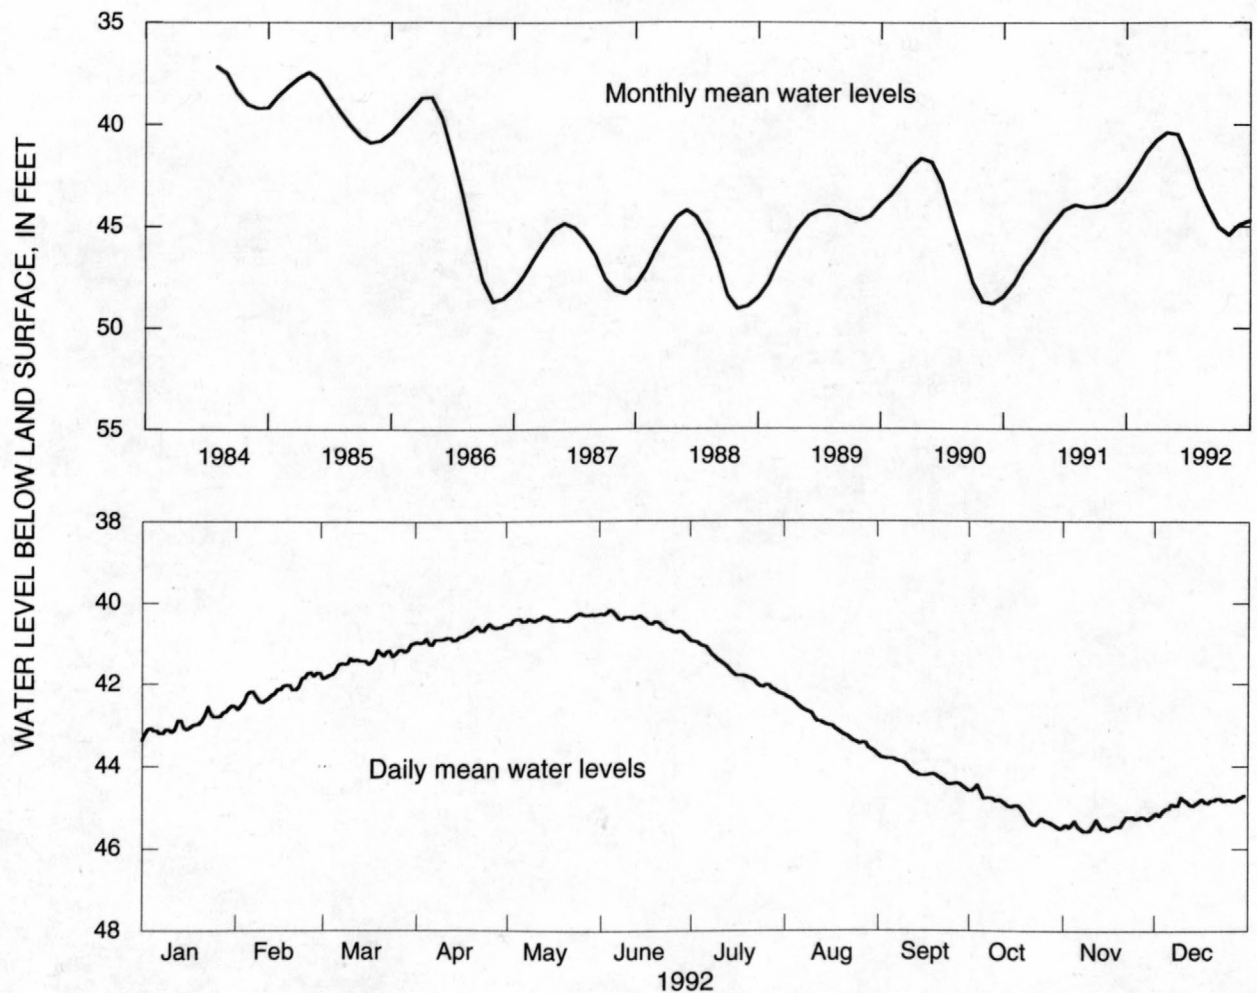 WATER LEVEL BELOW LAND SURFACE, IN FEET
35
40
45
50
55
Monthly mean water levels
1984 1985 1986 1987 1988 1989 1990 1991 1992
38
40
42
44
46
48
Daily mean water levels
Jan Feb Mar Apr May June July Aug Sept Oct Nov Dec
1992